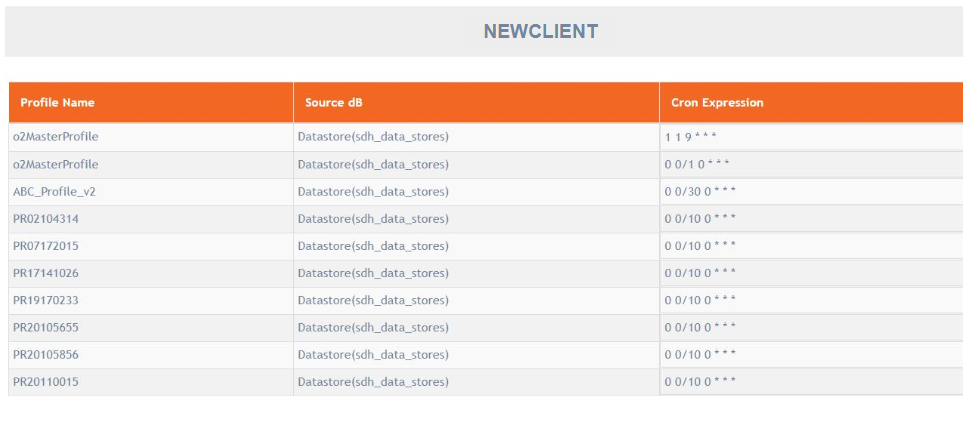 NEWCLIENT
Profile Name Source dB Cron Expression
o2MasterProfile Datastore(sdh_data_stores) 1 1 9 * * *
o2MasterProfile Datastore(sdh_data_stores) 0 0/1 0 * * *
ABC_Profile_v2 Datastore(sdh_data_stores) 0 0/30 0 * * *
PR02104314 Datastore(sdh_data_stores) 0 0/10 0 * * *
PR07172015 Datastore(sdh_data_stores) 0 0/10 0 * * *
PR17141026 Datastore(sdh_data_stores) 0 0/10 0 * * *
PR19170233 Datastore(sdh_data_stores) 0 0/10 0 * * *
PR20105655 Datastore(sdh_data_stores) 0 0/10 0 * * *
PR20105856 Datastore(sdh_data_stores) 0 0/10 0 * * *
PR20110015 Datastore(sdh_data_stores) 0 0/10 0 * * *